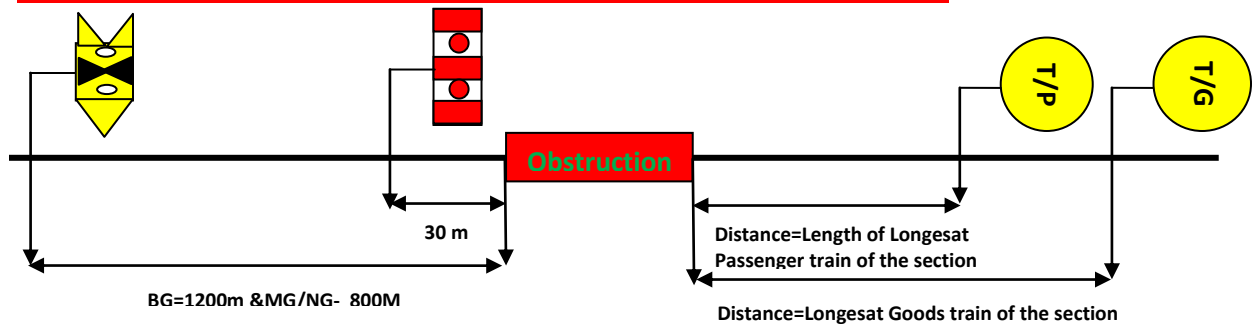 T/P
T/G
Obstruction
30 m
Distance=Length of Longesat
Passenger train of the section
BG=1200m &MG/NG- 800M
Distance=Longesat Goods train of the section